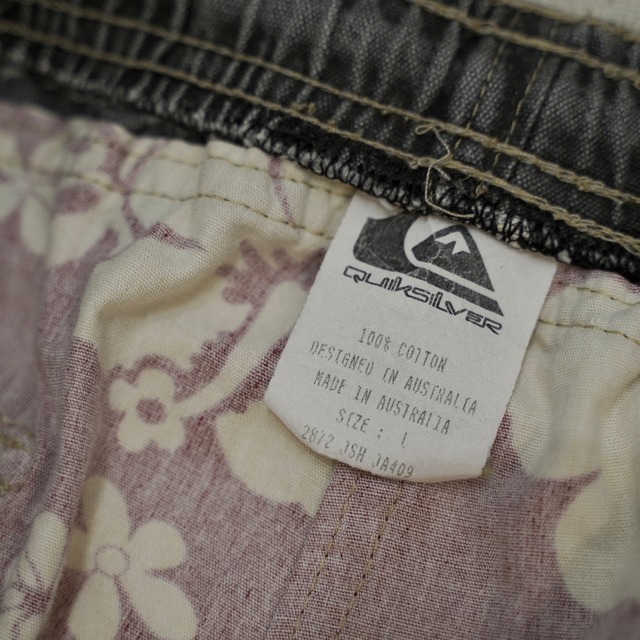 QUIKSILVER
100% COTTON
DESIGNED IN AUSTRALIA
MADE IN AUSTRALIA
SIZE : L
2872 JSH JA409